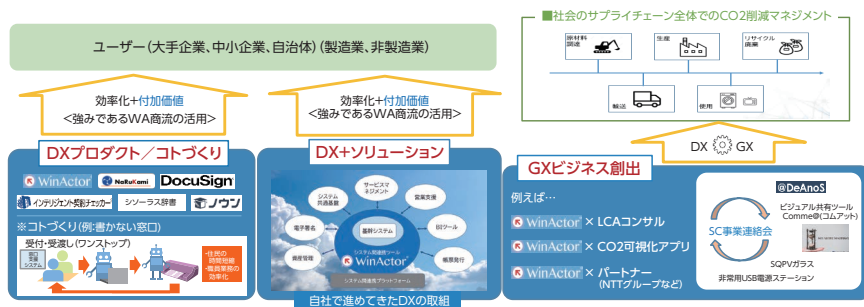 ■社会のサプライチェーン全体でのCO2削減マネジメント
原材料
調達
生産
リサイクル
廃棄
輸送
使用
ユーザー（大手企業、中小企業、自治体）（製造業、非製造業）
効率化+付加価値
<強みであるWA商流の活用>
効率化+付加価値
<強みであるWA商流の活用>
DX
GX
DXプロダクト／コトづくり
WinActor®
NaRuKami
DocuSign®
インテリジェント契約チェッカー
シソーラス辞書
ノウン
※コトづくり（例:書かない窓口）
受付・受渡し（ワンストップ）
窓口
支援
システム
・住民の
時間短縮
・職員業務の
効率化
DX+ソリューション
サービスマ
ネジメント
システム
共通基盤
営業支援
電子署名
基幹システム
BIツール
システム間連携ツール
WinActor®
資産管理
帳票発行
システム間連携プラットフォーム
自社で進めてきたDXの取組
GXビジネス創出
例えば…
WinActor® × LCAコンサル
WinActor® × CO2可視化アプリ
WinActor® × パートナー
（NTTグループなど）
@DeAnoS
ビジュアル共有ツール
Comme@（コムアット）
SC事業連絡会
SQPVガラス
非常用USB電源ステーション